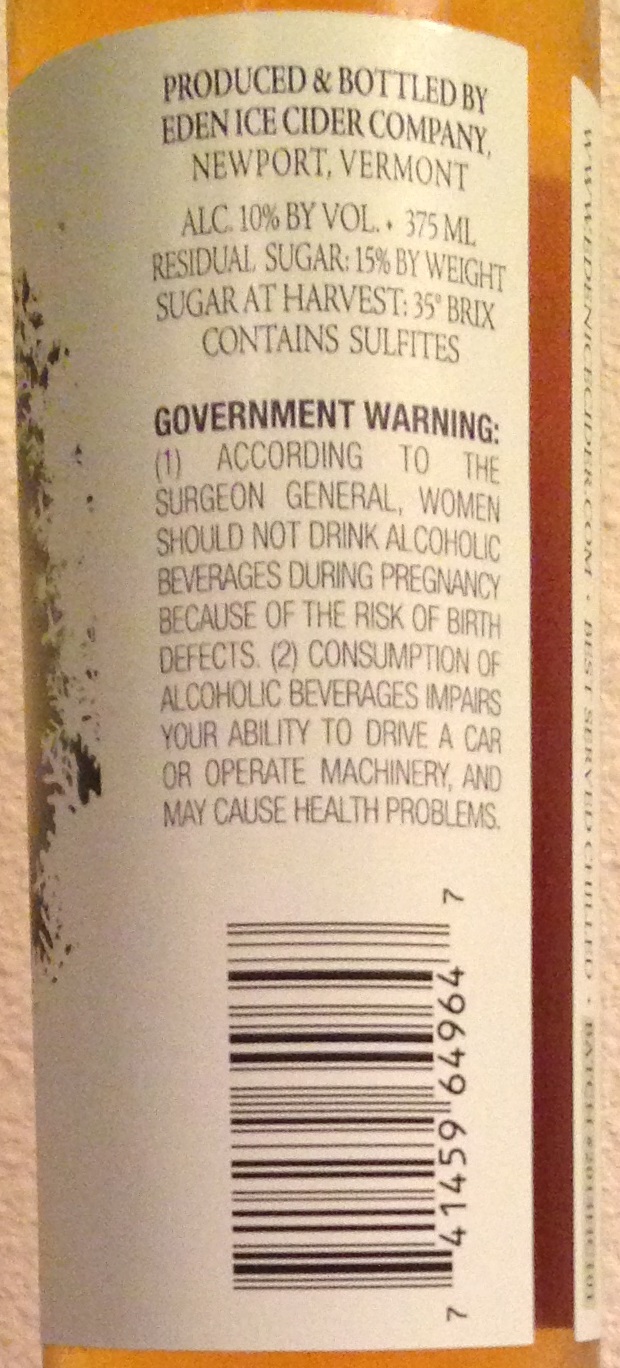 PRODUCED & BOTTLED BY
EDEN ICE CIDER COMPANY,
NEWPORT, VERMONT
ALC. 10% BY VOL. • 375 ML
RESIDUAL SUGAR: 15% BY WEIGHT
SUGAR AT HARVEST: 35° BRIX
CONTAINS SULFITES
GOVERNMENT WARNING:
(1) ACCORDING TO THE
SURGEON GENERAL, WOMEN
SHOULD NOT DRINK ALCOHOLIC
BEVERAGES DURING PREGNANCY
BECAUSE OF THE RISK OF BIRTH
DEFECTS. (2) CONSUMPTION OF
ALCOHOLIC BEVERAGES IMPAIRS
YOUR ABILITY TO DRIVE A CAR
OR OPERATE MACHINERY, AND
MAY CAUSE HEALTH PROBLEMS.
7 41459 64964 7
WWW.EDENICECIDER.COM • BEST SERVED CHILLED • BATCH